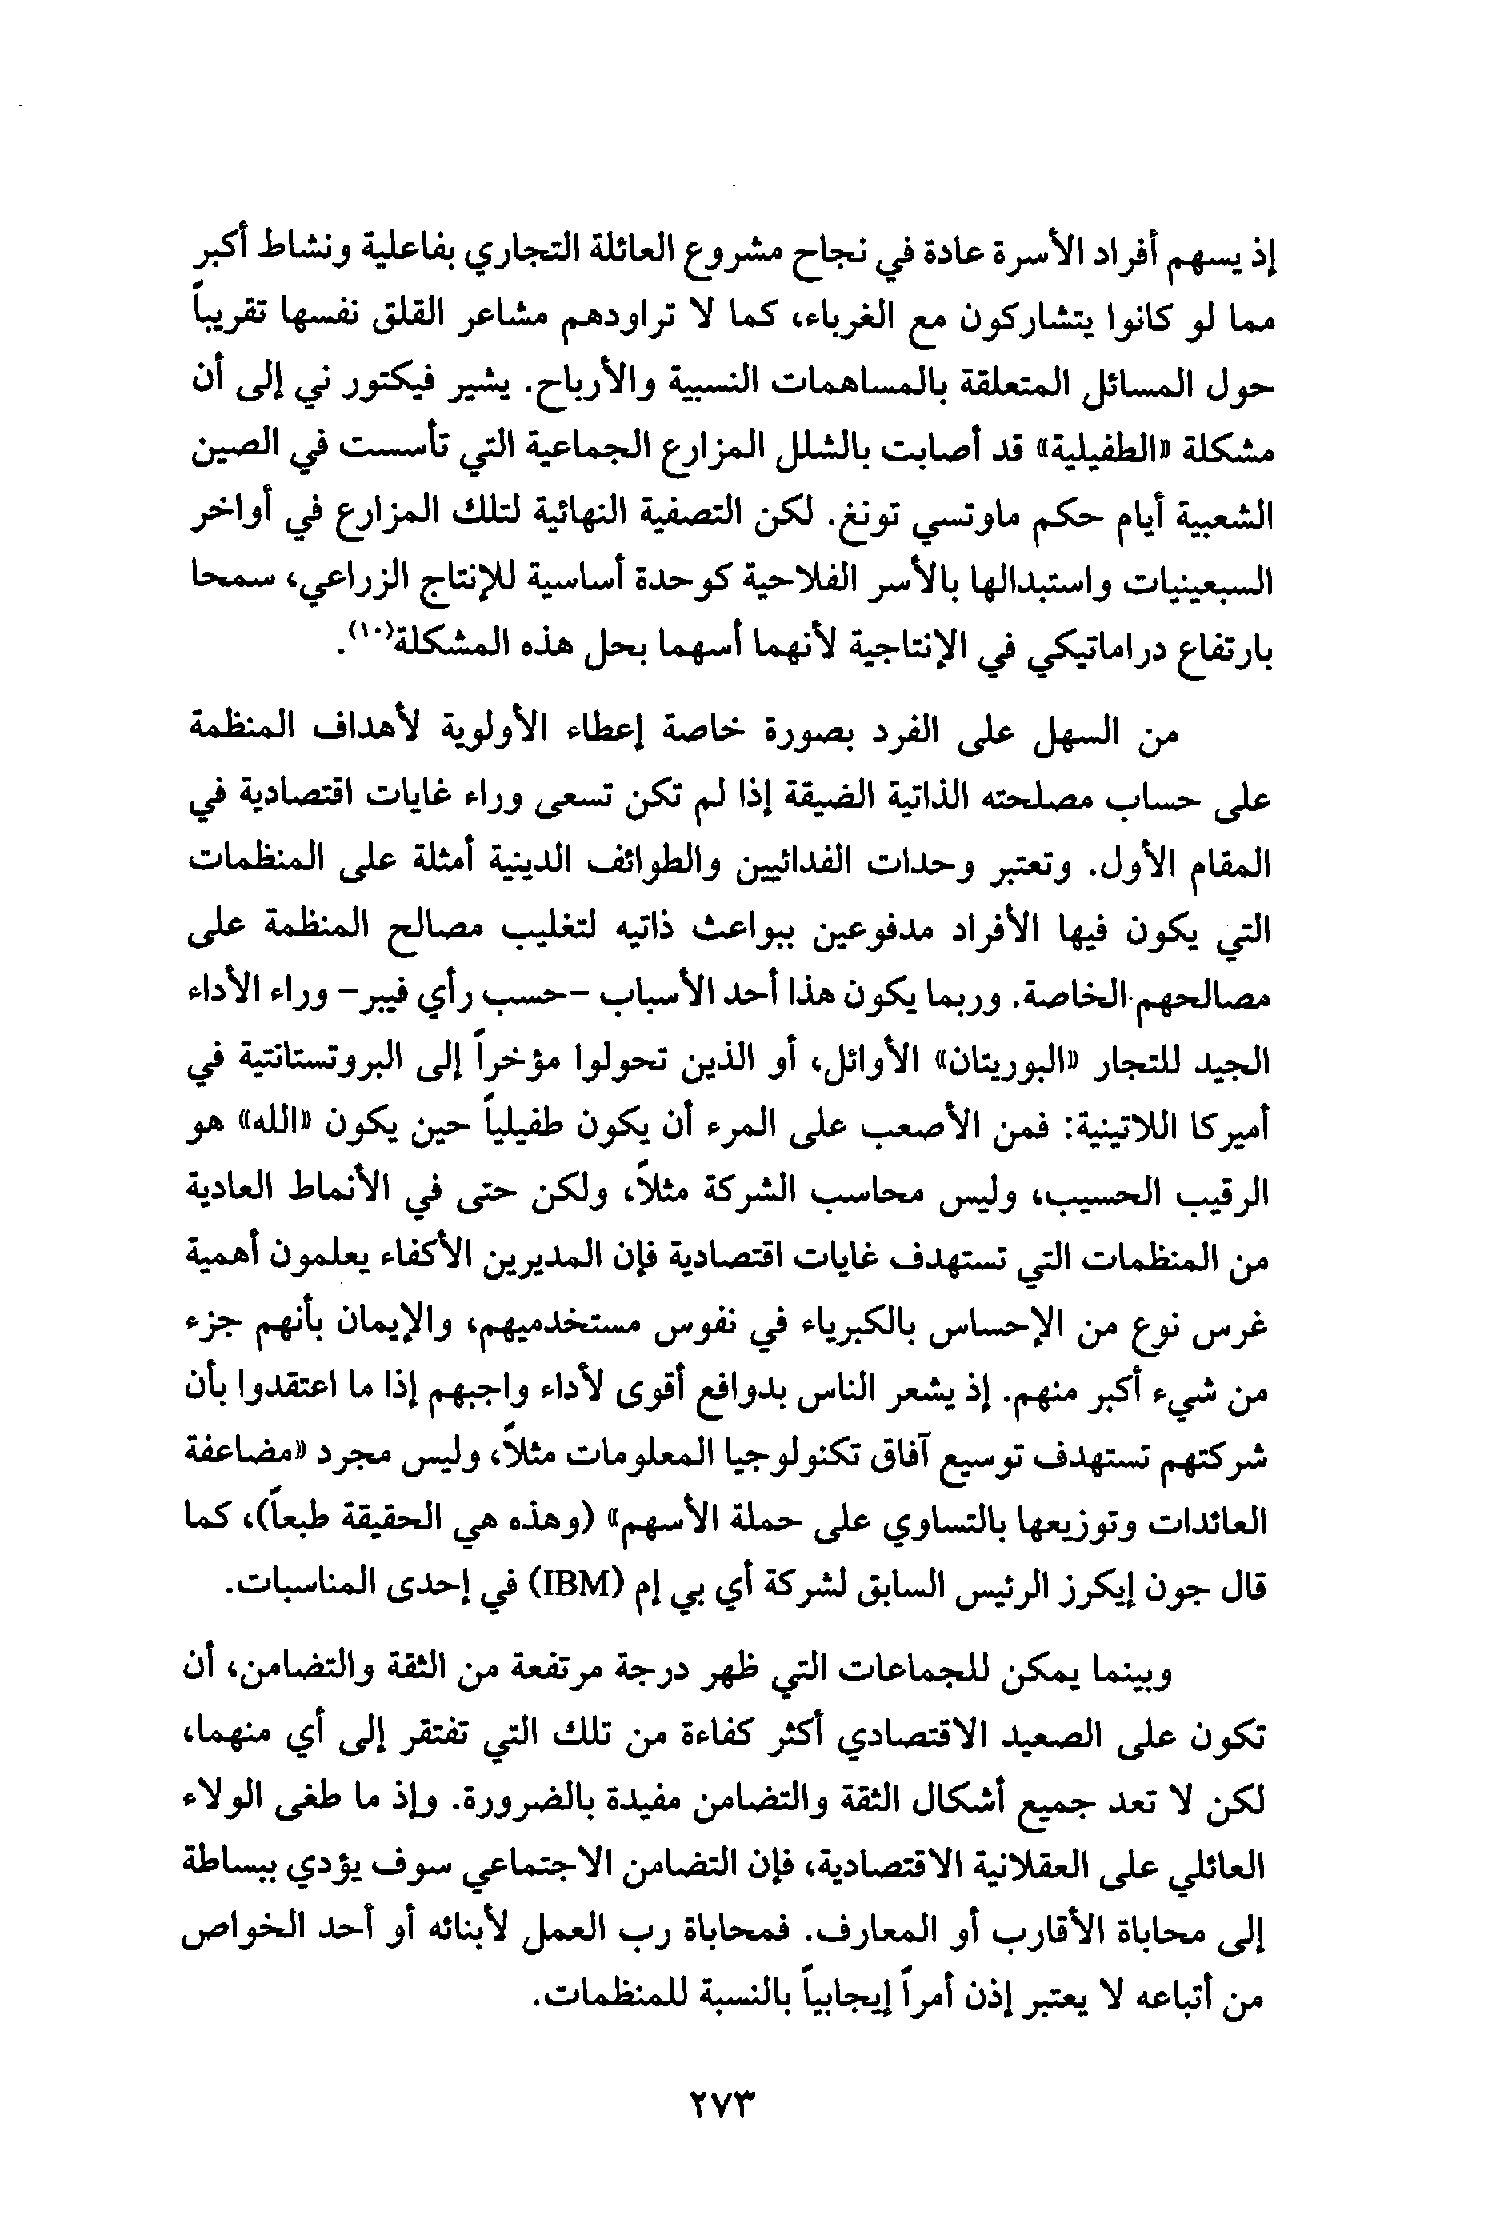 إذ يسهم أفراد الأسرة عادة في نجاح مشروع العائلة التجاري بفاعلية ونشاط أكبر
مما لو كانوا يتشاركون مع الغرباء، كما لا تراودهم مشاعر القلق نفسها تقريباً
حول المسائل المتعلقة بالمساهمات النسبية والأرباح. يشير فيكتور ني إلى أن
مشكلة «الطفيلية» قد أصابت بالشلل المزارع الجماعية التي تأسست في الصين
الشعبية أيام حكم ماوتسي تونغ. لكن التصفية النهائية لتلك المزارع في أواخر
السبعينيات واستبدالها بالأسر الفلاحية كوحدة أساسية للإنتاج الزراعي، سمحا
بارتفاع دراماتيكي في الإنتاجية لأنهما أسهما بحل هذه المشكلة(١٠).
من السهل على الفرد بصورة خاصة إعطاء الأولوية لأهداف المنظمة
على حساب مصلحته الذاتية الضيقة إذا لم تكن تسعى وراء غايات اقتصادية في
المقام الأول. وتعتبر وحدات الفدائيين والطوائف الدينية أمثلة على المنظمات
التي يكون فيها الأفراد مدفوعين ببواعث ذاتيه لتغليب مصالح المنظمة على
مصالحهم الخاصة. وربما يكون هذا أحد الأسباب -حسب رأي فيبر- وراء الأداء
الجيد للتجار «البوريتان» الأوائل، أو الذين تحولوا مؤخراً إلى البروتستانتية في
أميركا اللاتينية: فمن الأصعب على المرء أن يكون طفيلياً حين يكون «الله» هو
الرقيب الحسيب، وليس محاسب الشركة مثلاً، ولكن حتى في الأنماط العادية
من المنظمات التي تستهدف غايات اقتصادية فإن المديرين الأكفاء يعلمون أهمية
غرس نوع من الإحساس بالكبرياء في نفوس مستخدميهم، والإيمان بأنهم جزء
من شيء أكبر منهم. إذ يشعر الناس بدوافع أقوى لأداء واجبهم إذا ما اعتقدوا بأن
شركتهم تستهدف توسيع آفاق تكنولوجيا المعلومات مثلاً، وليس مجرد «مضاعفة
العائدات وتوزيعها بالتساوي على حملة الأسهم» (وهذه هي الحقيقة طبعاً)، كما
قال جون إيكرز الرئيس السابق لشركة أي بي إم (IBM) في إحدى المناسبات.
وبينما يمكن للجماعات التي ظهر درجة مرتفعة من الثقة والتضامن، أن
تكون على الصعيد الاقتصادي أكثر كفاءة من تلك التي تفتقر إلى أي منهما،
لكن لا تعد جميع أشكال الثقة والتضامن مفيدة بالضرورة. وإذ ما طغى الولاء
العائلي على العقلانية الاقتصادية، فإن التضامن الاجتماعي سوف يؤدي ببساطة
إلى محاباة الأقارب أو المعارف. فمحاباة رب العمل لأبنائه أو أحد الخواص
من أتباعه لا يعتبر إذن أمراً إيجابياً بالنسبة للمنظمات.
٢٧٣